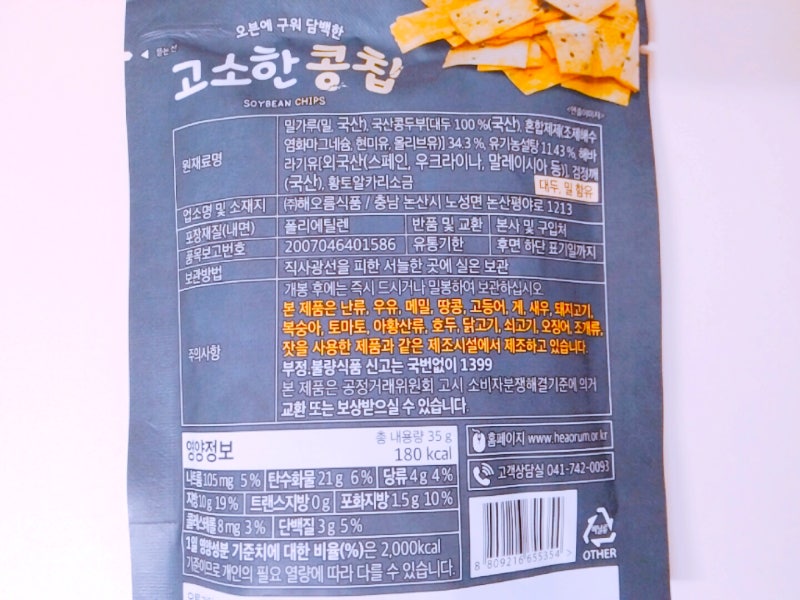 오븐에 구워 담백한
◀ 뜯는 선
고소한 콩칩
SOYBEAN CHIPS
<연출이미지>
원재료명
밀가루(밀, 국산), 국산콩두부[대두 100 %(국산), 혼합제제(조제해수
염화마그네슘, 현미유, 올리브유)] 34.3 %, 유기농설탕 11.43 %, 해바
라기유[외국산(스페인, 우크라이나, 말레이시아 등)], 검정깨
(국산), 황토알카리소금
대두, 밀 함유
업소명 및 소재지 ㈜해오름식품 / 충남 논산시 노성면 논산평야로 1213
포장재질(내면) 폴리에틸렌 반품 및 교환 본사 및 구입처
품목보고번호 2007046401586 유통기한 후면 하단 표기일까지
보관방법 직사광선을 피한 서늘한 곳에 실온 보관
주의사항
개봉 후에는 즉시 드시거나 밀봉하여 보관하십시오.
본 제품은 난류, 우유, 메밀, 땅콩, 고등어, 게, 새우, 돼지고기,
복숭아, 토마토, 아황산류, 호두, 닭고기, 쇠고기, 오징어, 조개류,
잣을 사용한 제품과 같은 제조시설에서 제조하고 있습니다.
부정.불량식품 신고는 국번없이 1399
본 제품은 공정거래위원회 고시 소비자분쟁해결기준에 의거
교환 또는 보상받으실 수 있습니다.
영양정보
총 내용량 35 g
180 kcal
나트륨 105 mg 5 % 탄수화물 21 g 6 % 당류 4 g 4 %
지방 10 g 19 % 트랜스지방 0 g 포화지방 1.5 g 10 %
콜레스테롤 8 mg 3 % 단백질 3 g 5 %
1일 영양성분 기준치에 대한 비율(%)은 2,000kcal
기준이므로 개인의 필요 열량에 따라 다를 수 있습니다.
홈페이지 www.heaorum.or.kr
고객상담실 041-742-0093
8 809216 655354 >
비닐류
OTHER